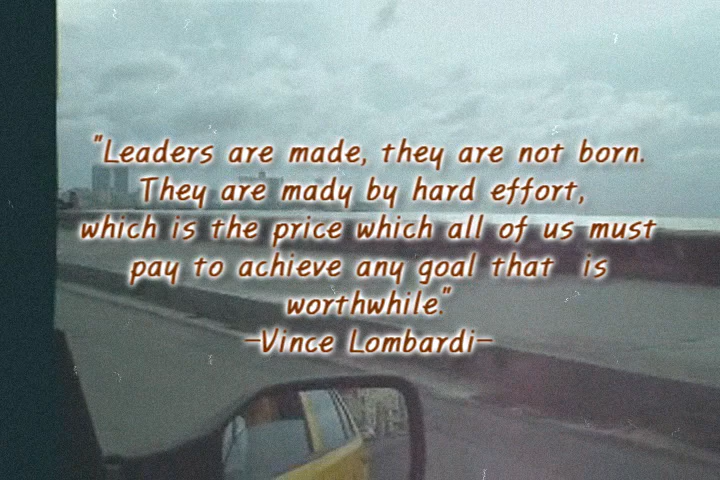 "Leaders are made, they are not born.
They are mady by hard effort,
which is the price which all of us must
pay to achieve any goal that is
worthwhile."
-Vince Lombardi-